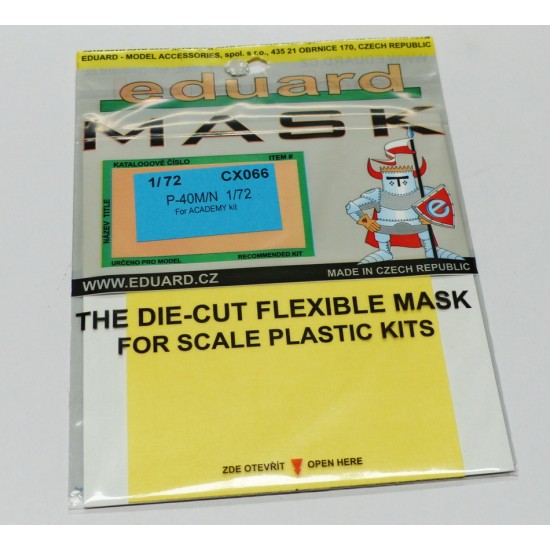 EDUARD - MODEL ACCESSORIES, spol. s r.o., 435 21 OBRNICE 170, CZECH REPUBLIC
eduard
MASK
KATALOGOVÉ ČÍSLO
ITEM #
1/72 CX066
P-40M/N 1/72
For ACADEMY kit
NÁZEV TITLE
URČENO PRO MODEL
RECOMMENDED KIT
e
WWW.EDUARD.CZ
MADE IN CZECH REPUBLIC
THE DIE-CUT FLEXIBLE MASK
FOR SCALE PLASTIC KITS
ZDE OTEVŘÍT OPEN HERE